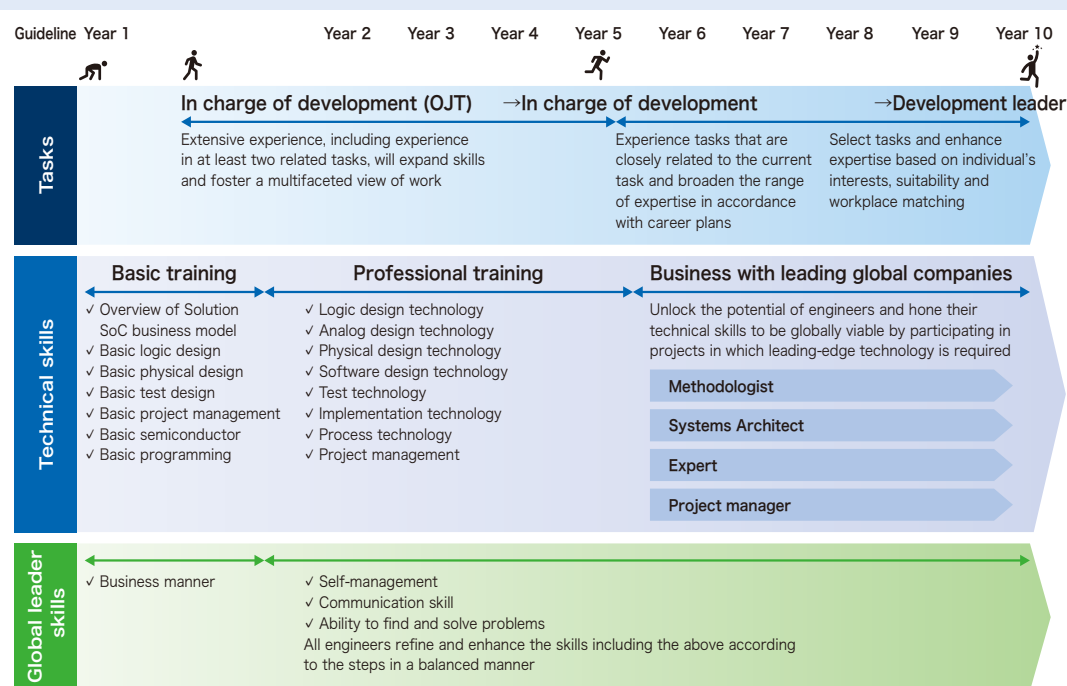 Guideline Year 1 Year 2 Year 3 Year 4 Year 5 Year 6 Year 7 Year 8 Year 9 Year 10
Tasks
In charge of development (OJT) →In charge of development →Development leader
Extensive experience, including experience
in at least two related tasks, will expand skills
and foster a multifaceted view of work
Experience tasks that are
closely related to the current
task and broaden the range
of expertise in accordance
with career plans
Select tasks and enhance
expertise based on individual's
interests, suitability and
workplace matching
Technical skills
Basic training
✓ Overview of Solution
SoC business model
✓ Basic logic design
✓ Basic physical design
✓ Basic test design
✓ Basic project management
✓ Basic semiconductor
✓ Basic programming
Professional training
✓ Logic design technology
✓ Analog design technology
✓ Physical design technology
✓ Software design technology
✓ Test technology
✓ Implementation technology
✓ Process technology
✓ Project management
Business with leading global companies
Unlock the potential of engineers and hone their
technical skills to be globally viable by participating in
projects in which leading-edge technology is required
Methodologist
Systems Architect
Expert
Project manager
Global leader
skills
✓ Business manner
✓ Self-management
✓ Communication skill
✓ Ability to find and solve problems
All engineers refine and enhance the skills including the above according
to the steps in a balanced manner